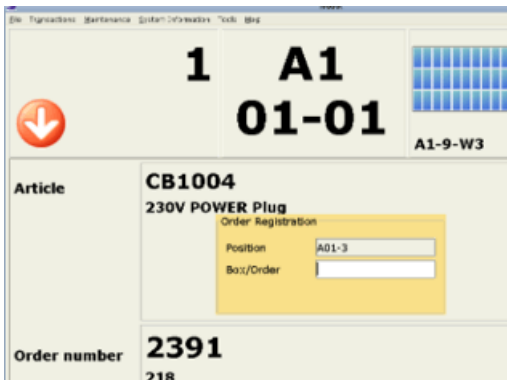 File Transactions Maintenance System Information Tools Help
1
A1
01-01
A1-9-W3
Article
CB1004
230V POWER Plug
Order Registration
Position
A01-3
Box/Order
Order number
2391
218